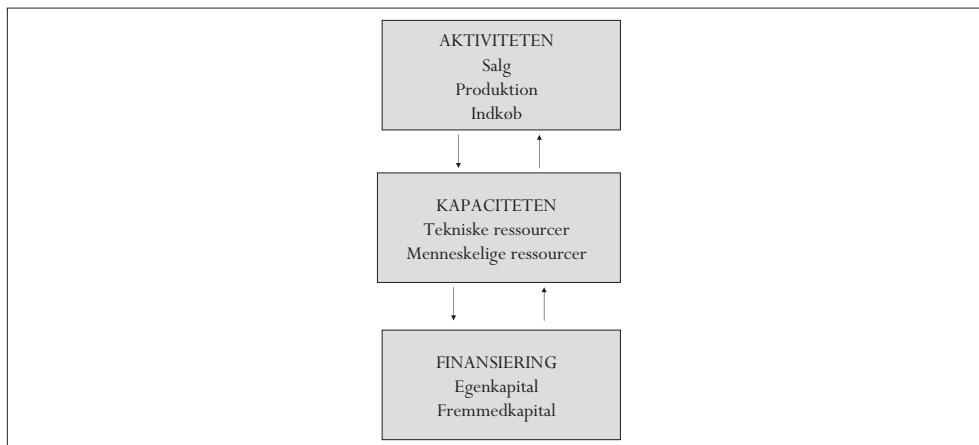 AKTIVITETEN
Salg
Produktion
Indkøb
KAPACITETEN
Tekniske ressourcer
Menneskelige ressourcer
FINANSIERING
Egenkapital
Fremmedkapital